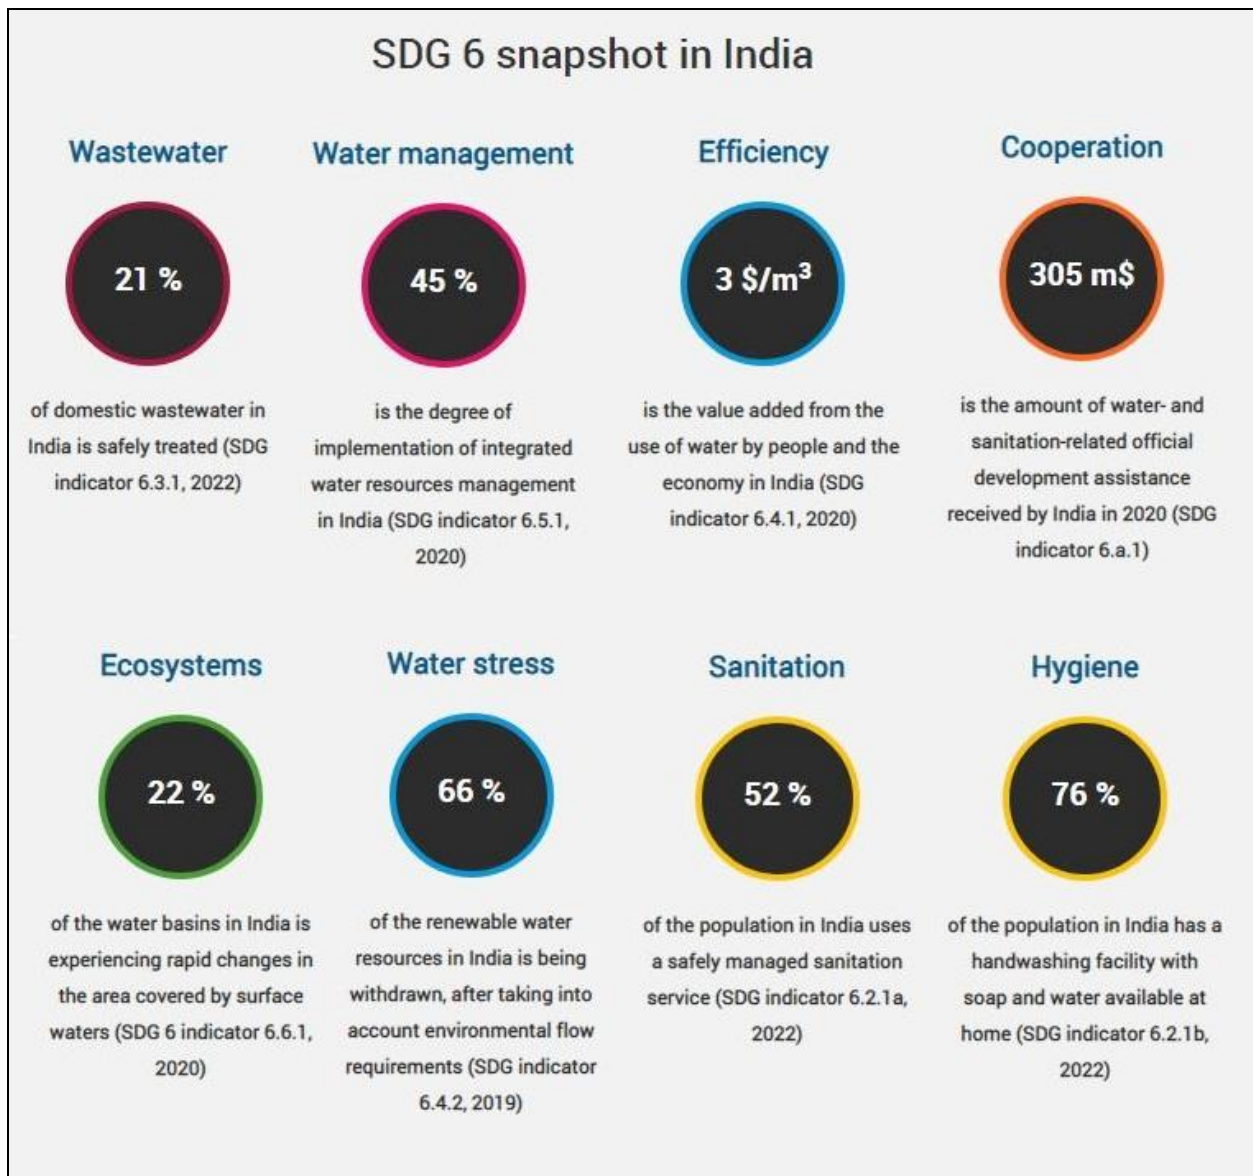 SDG 6 snapshot in India
Wastewater
21 %
of domestic wastewater in
India is safely treated (SDG
indicator 6.3.1, 2022)
Water management
45 %
is the degree of
implementation of integrated
water resources management
in India (SDG indicator 6.5.1,
2020)
Efficiency
3 $/m³
is the value added from the
use of water by people and the
economy in India (SDG
indicator 6.4.1, 2020)
Cooperation
305 m$
is the amount of water- and
sanitation-related official
development assistance
received by India in 2020 (SDG
indicator 6.a.1)
Ecosystems
22 %
of the water basins in India is
experiencing rapid changes in
the area covered by surface
waters (SDG 6 indicator 6.6.1,
2020)
Water stress
66 %
of the renewable water
resources in India is being
withdrawn, after taking into
account environmental flow
requirements (SDG indicator
6.4.2, 2019)
Sanitation
52 %
of the population in India uses
a safely managed sanitation
service (SDG indicator 6.2.1a,
2022)
Hygiene
76 %
of the population in India has a
handwashing facility with
soap and water available at
home (SDG indicator 6.2.1b,
2022)